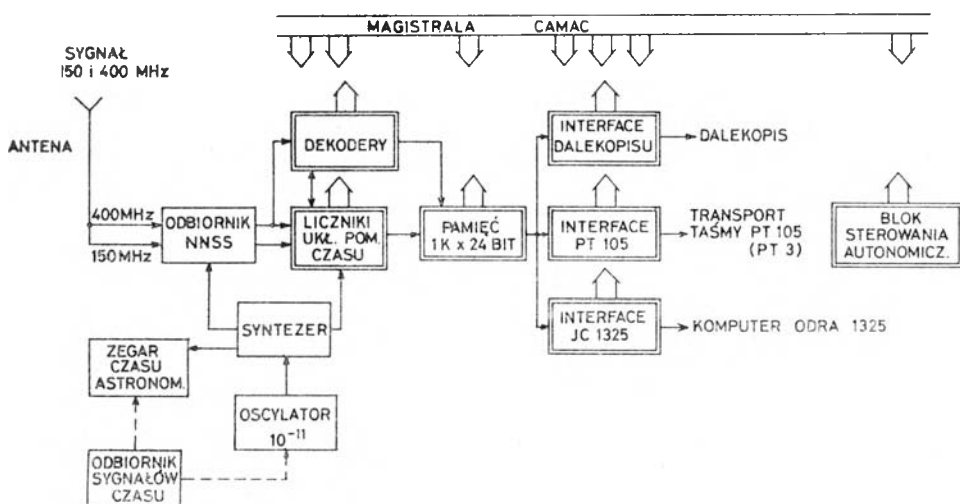 MAGISTRALA CAMAC
SYGNAŁ
150 i 400 MHz
ANTENA
DEKODERY
INTERFACE
DALEKOPISU
DALEKOPIS
400MHz
150MHz
ODBIORNIK
NNSS
LICZNIKI
UKŁ. POM.
CZASU
PAMIĘĆ
1K x 24 BIT
INTERFACE
PT 105
TRANSPORT
TAŚMY PT 105
(PT 3)
BLOK
STEROWANIA
AUTONOMICZ.
INTERFACE
JC 1325
KOMPUTER ODRA 1325
SYNTEZER
ZEGAR
CZASU
ASTRONOM.
OSCYLATOR
10⁻¹¹
ODBIORNIK
SYGNAŁÓW
CZASU